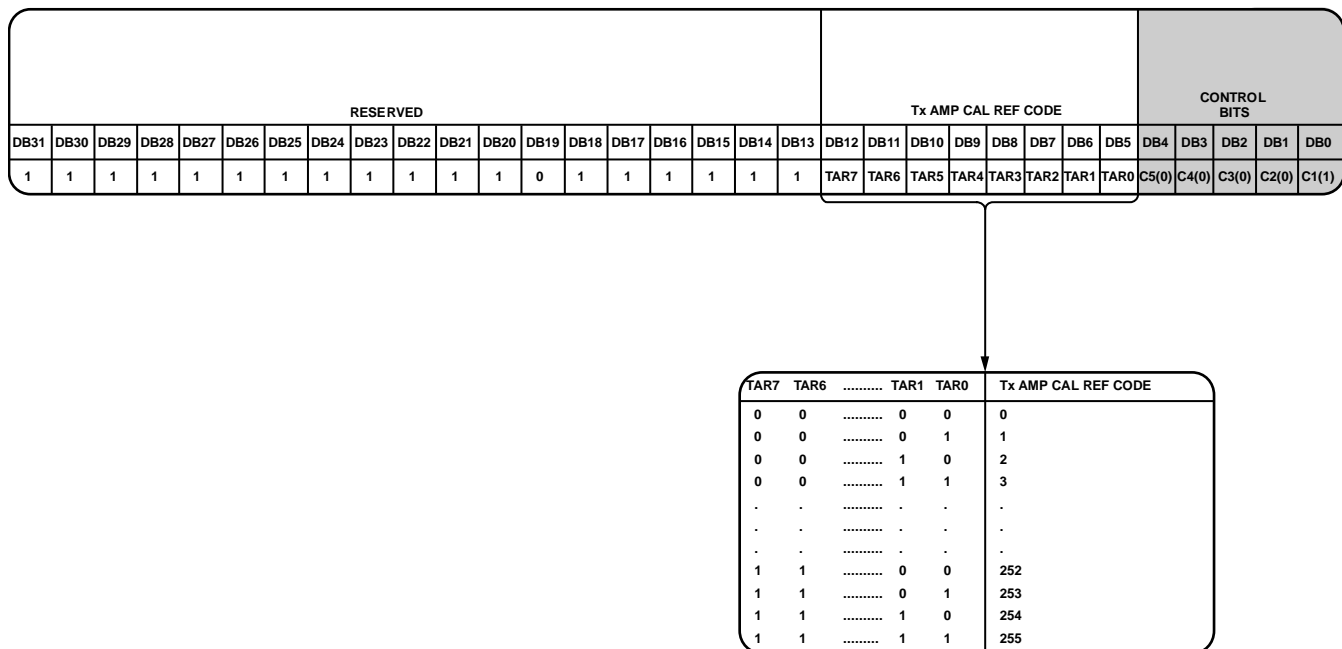 RESERVED Tx AMP CAL REF CODE CONTROL
BITS
DB31 DB30 DB29 DB28 DB27 DB26 DB25 DB24 DB23 DB22 DB21 DB20 DB19 DB18 DB17 DB16 DB15 DB14 DB13 DB12 DB11 DB10 DB9 DB8 DB7 DB6 DB5 DB4 DB3 DB2 DB1 DB0
1 1 1 1 1 1 1 1 1 1 1 1 0 1 1 1 1 1 1 TAR7 TAR6 TAR5 TAR4 TAR3 TAR2 TAR1 TAR0 C5(0) C4(0) C3(0) C2(0) C1(1)
TAR7 TAR6 .......... TAR1 TAR0 Tx AMP CAL REF CODE
0 0 .......... 0 0 0
0 0 .......... 0 1 1
0 0 .......... 1 0 2
0 0 .......... 1 1 3
. . .......... . . .
. . .......... . . .
. . .......... . . .
1 1 .......... 0 0 252
1 1 .......... 0 1 253
1 1 .......... 1 0 254
1 1 ......... 1 1 255